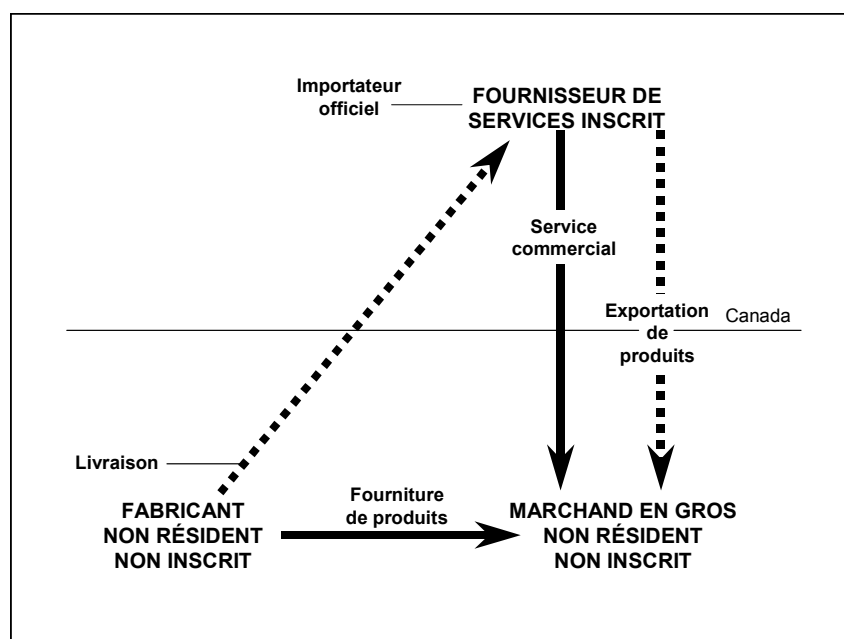 Importateur
officiel
FOURNISSEUR DE
SERVICES INSCRIT
Service
commercial
Exportation
de
produits
Canada
Livraison
FABRICANT
NON RÉSIDENT
NON INSCRIT
Fourniture
de produits
MARCHAND EN GROS
NON RÉSIDENT
NON INSCRIT